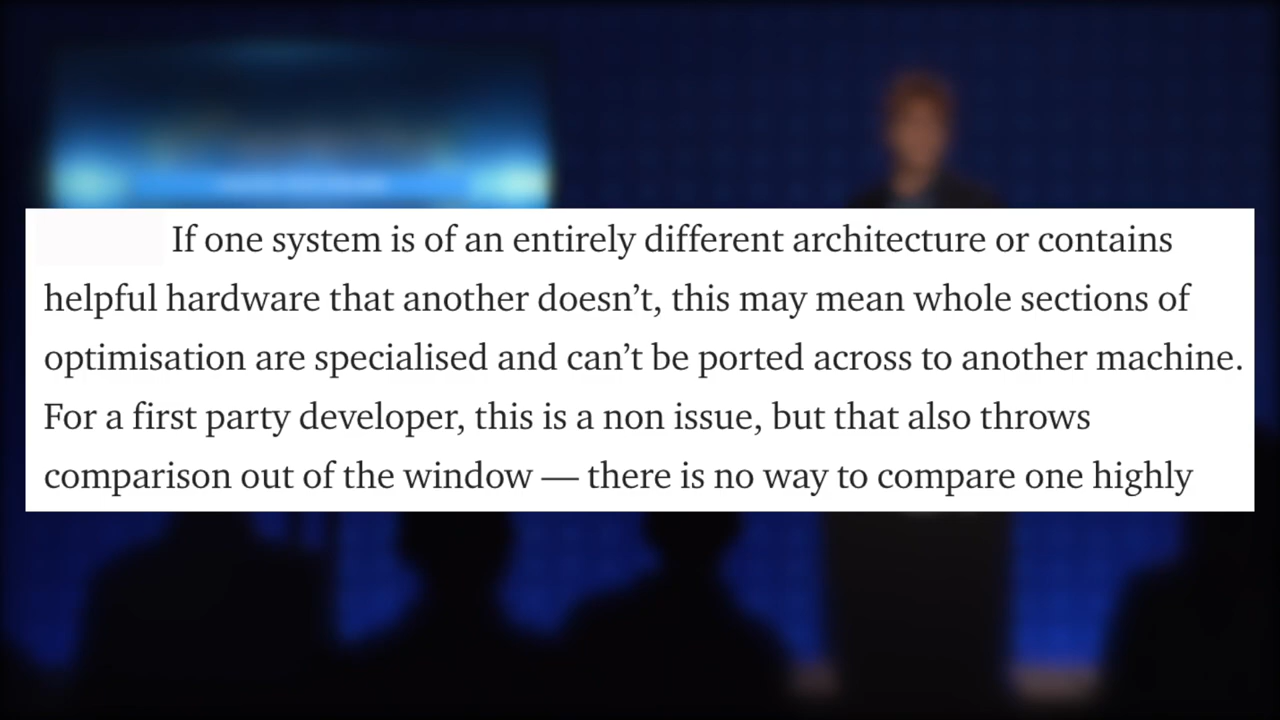 If one system is of an entirely different architecture or contains
helpful hardware that another doesn’t, this may mean whole sections of
optimisation are specialised and can’t be ported across to another machine.
For a first party developer, this is a non issue, but that also throws
comparison out of the window — there is no way to compare one highly